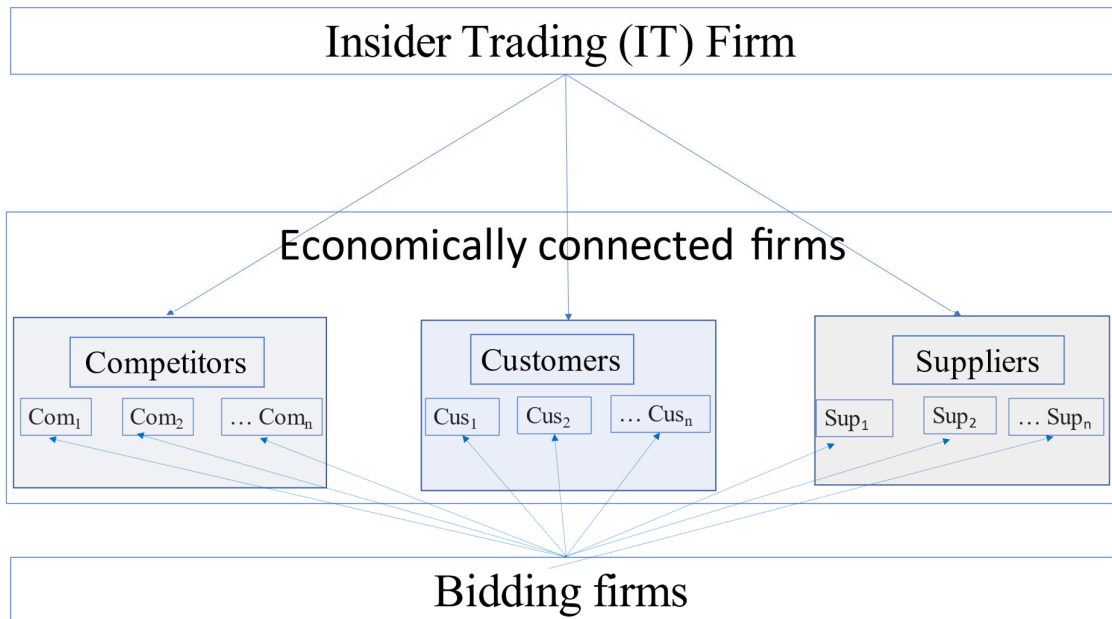 Insider Trading (IT) Firm
Economically connected firms
Competitors
Com₁ Com₂ … Comₙ
Customers
Cus₁ Cus₂ … Cusₙ
Suppliers
Sup₁ Sup₂ … Supₙ
Bidding firms